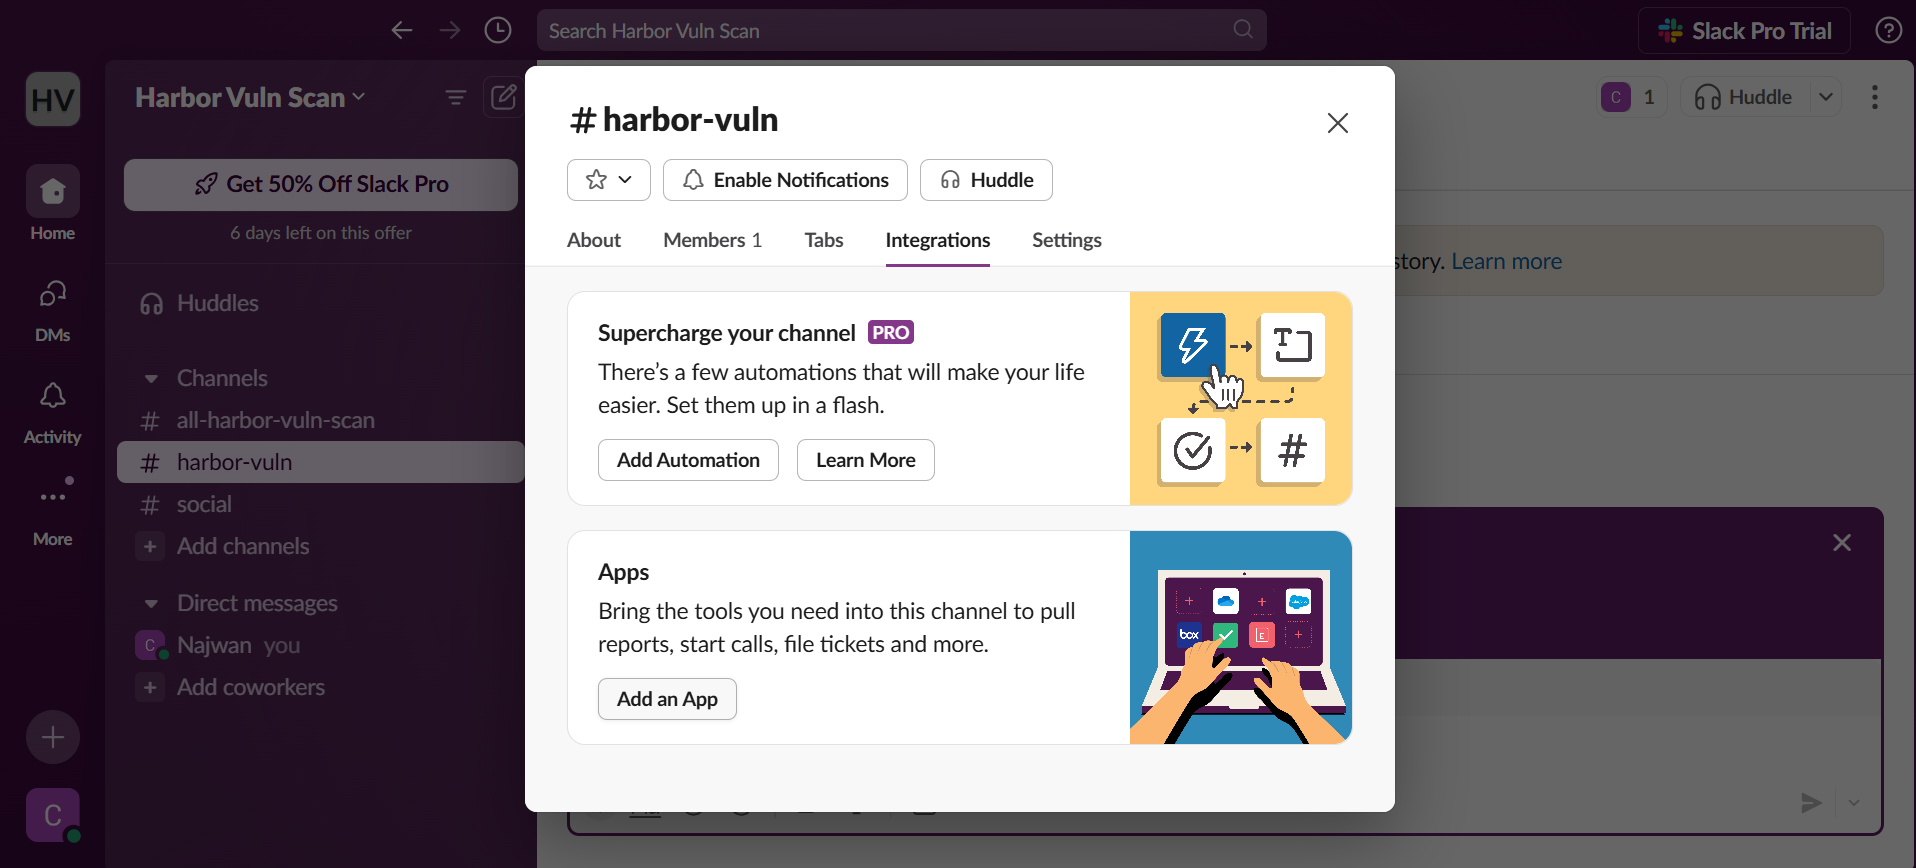 Search Harbor Vuln Scan
Slack Pro Trial
HV
Harbor Vuln Scan
C
1
Huddle
# harbor-vuln
Get 50% Off Slack Pro
6 days left on this offer
Enable Notifications
Huddle
Home
About
Members 1
Tabs
Integrations
Settings
story. Learn more
Huddles
DMs
Supercharge your channel PRO
There's a few automations that will make your life
easier. Set them up in a flash.
Add Automation
Learn More
Channels
# all-harbor-vuln-scan
# harbor-vuln
# social
Add channels
Activity
More
Direct messages
C Najwan you
Add coworkers
Apps
Bring the tools you need into this channel to pull
reports, start calls, file tickets and more.
Add an App
box
C